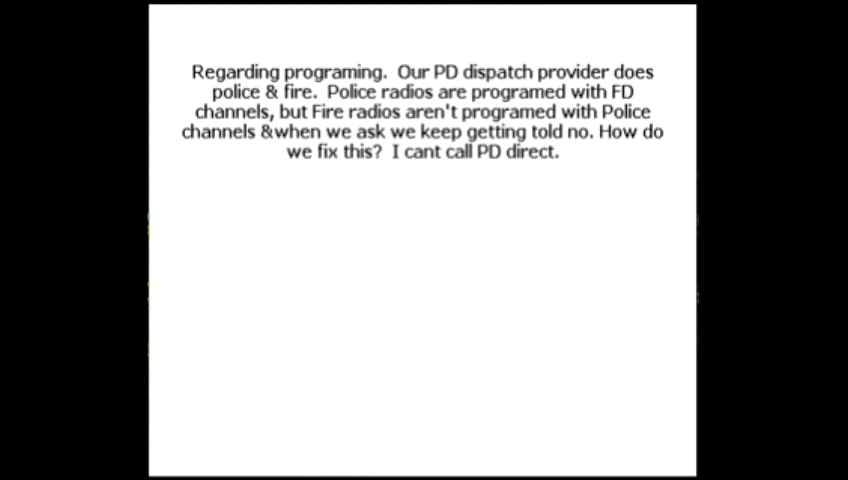 Regarding programing.  Our PD dispatch provider does
police & fire.  Police radios are programed with FD
channels, but Fire radios aren't programed with Police
channels &when we ask we keep getting told no. How do
we fix this?  I cant call PD direct.